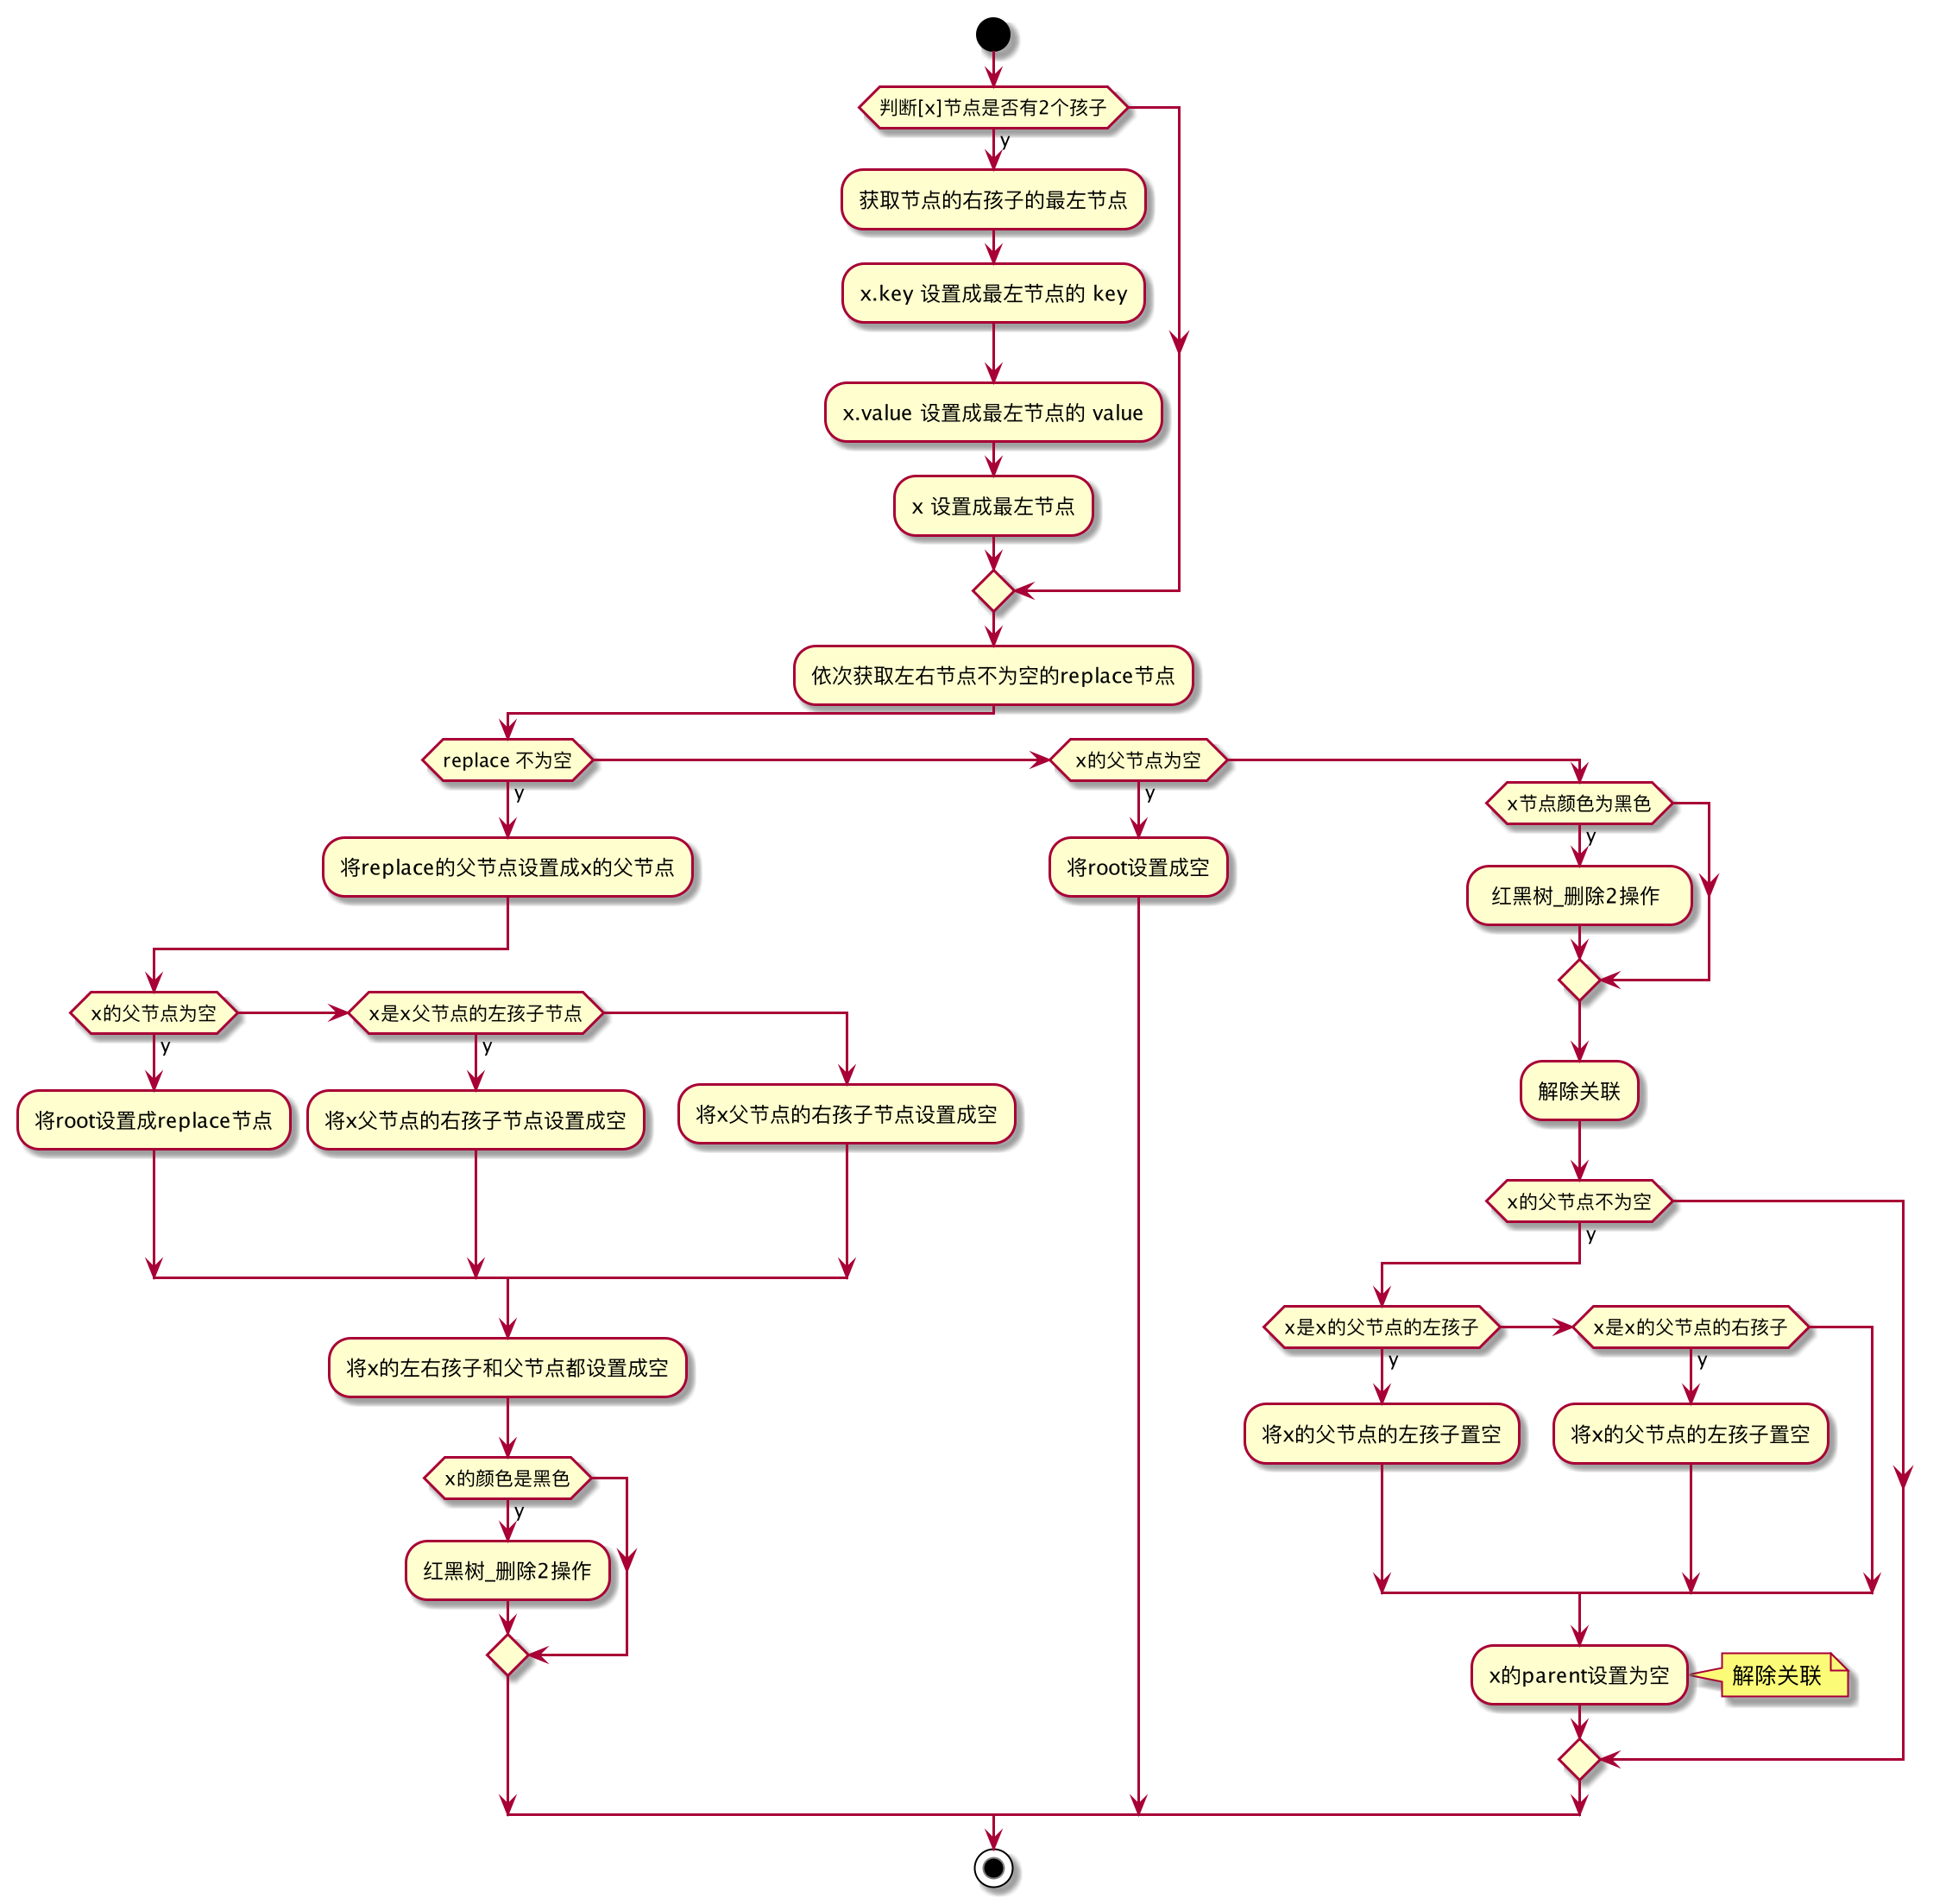 判断[x]节点是否有2个孩子
y
获取节点的右孩子的最左节点
x.key 设置成最左节点的 key
x.value 设置成最左节点的 value
x 设置成最左节点
依次获取左右节点不为空的replace节点
replace 不为空
y
将replace的父节点设置成x的父节点
x的父节点为空
y
将root设置成replace节点
x是x父节点的左孩子节点
y
将x父节点的右孩子节点设置成空
将x父节点的右孩子节点设置成空
将x的左右孩子和父节点都设置成空
x的颜色是黑色
y
红黑树_删除2操作
x的父节点为空
y
将root设置成空
x节点颜色为黑色
y
红黑树_删除2操作
解除关联
x的父节点不为空
y
x是x的父节点的左孩子
y
将x的父节点的左孩子置空
x是x的父节点的右孩子
y
将x的父节点的左孩子置空
x的parent设置为空
解除关联